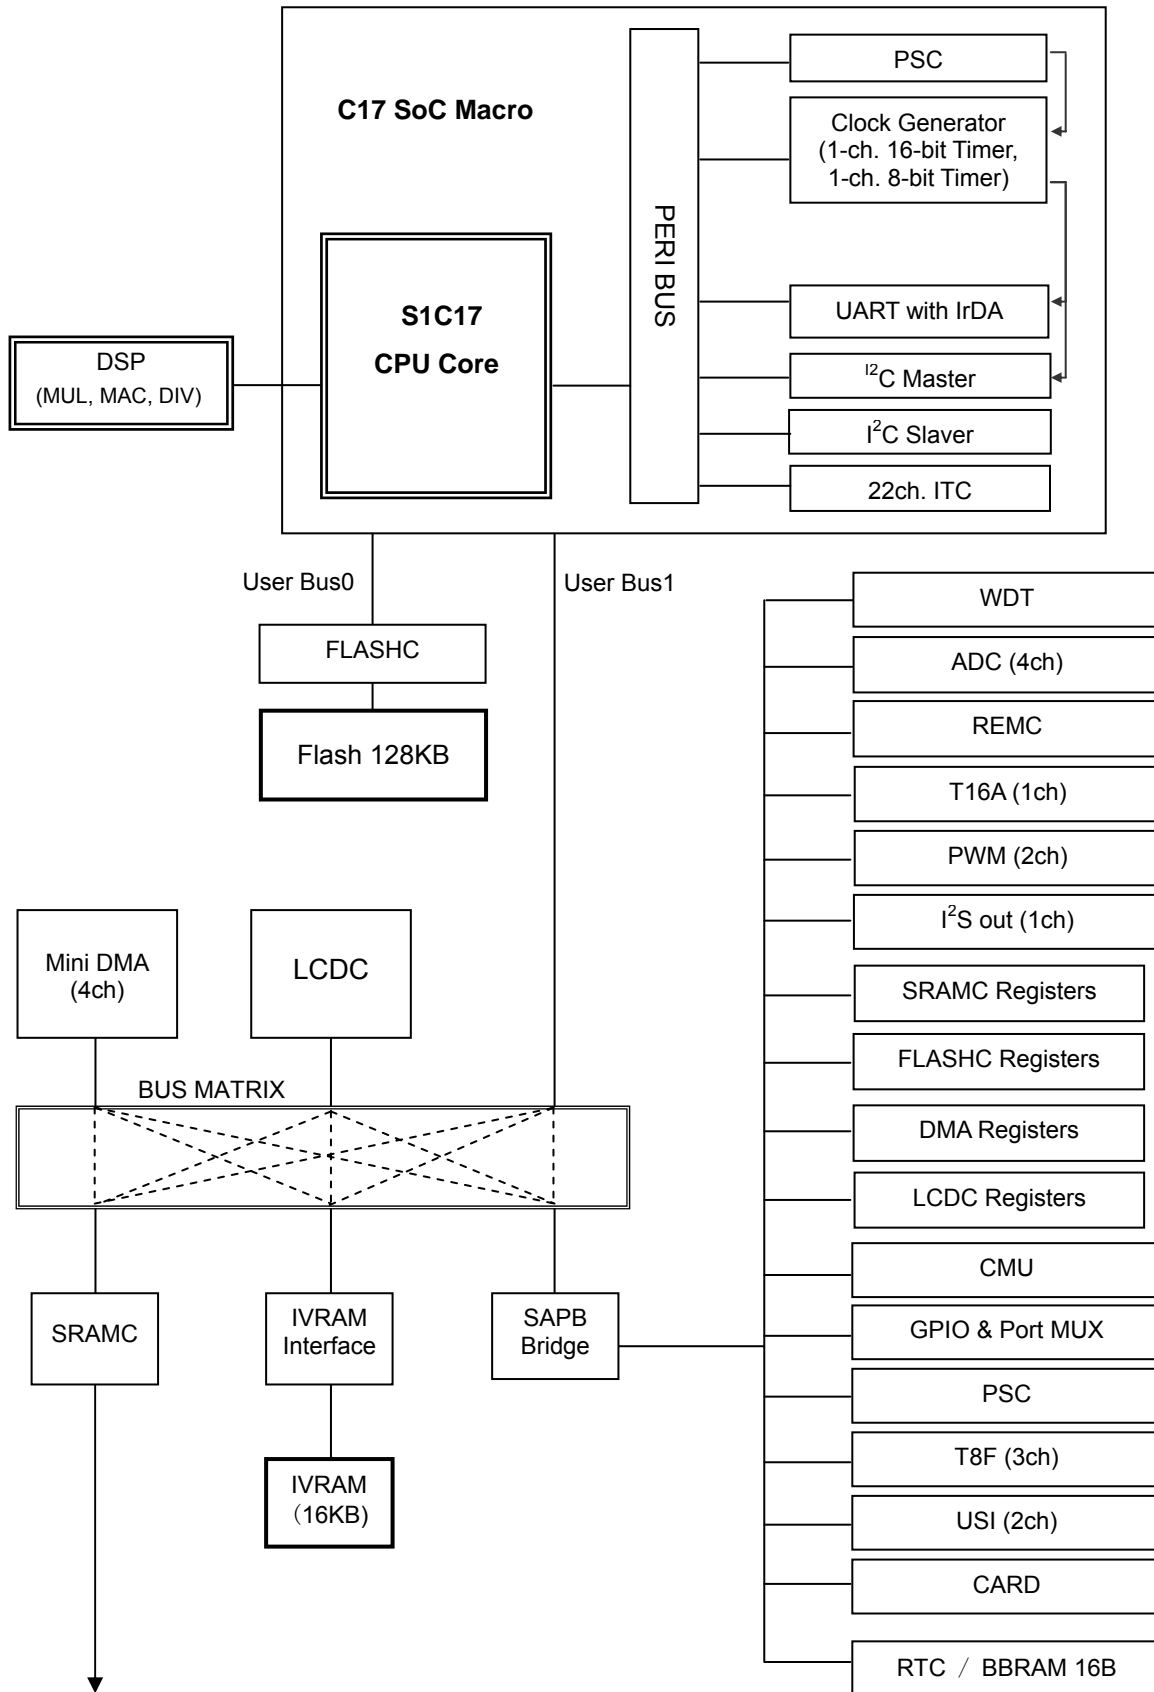 C17 SoC Macro
PSC
Clock Generator
(1-ch. 16-bit Timer,
1-ch. 8-bit Timer)
PERI BUS
S1C17
CPU Core
UART with IrDA
I²C Master
I²C Slaver
22ch. ITC
DSP
(MUL, MAC, DIV)
User Bus0
User Bus1
FLASHC
Flash 128KB
WDT
ADC (4ch)
REMC
T16A (1ch)
PWM (2ch)
I²S out (1ch)
SRAMC Registers
FLASHC Registers
DMA Registers
LCDC Registers
CMU
GPIO & Port MUX
PSC
T8F (3ch)
USI (2ch)
CARD
RTC / BBRAM 16B
Mini DMA
(4ch)
LCDC
BUS MATRIX
SRAMC
IVRAM
Interface
SAPB
Bridge
IVRAM
(16KB)